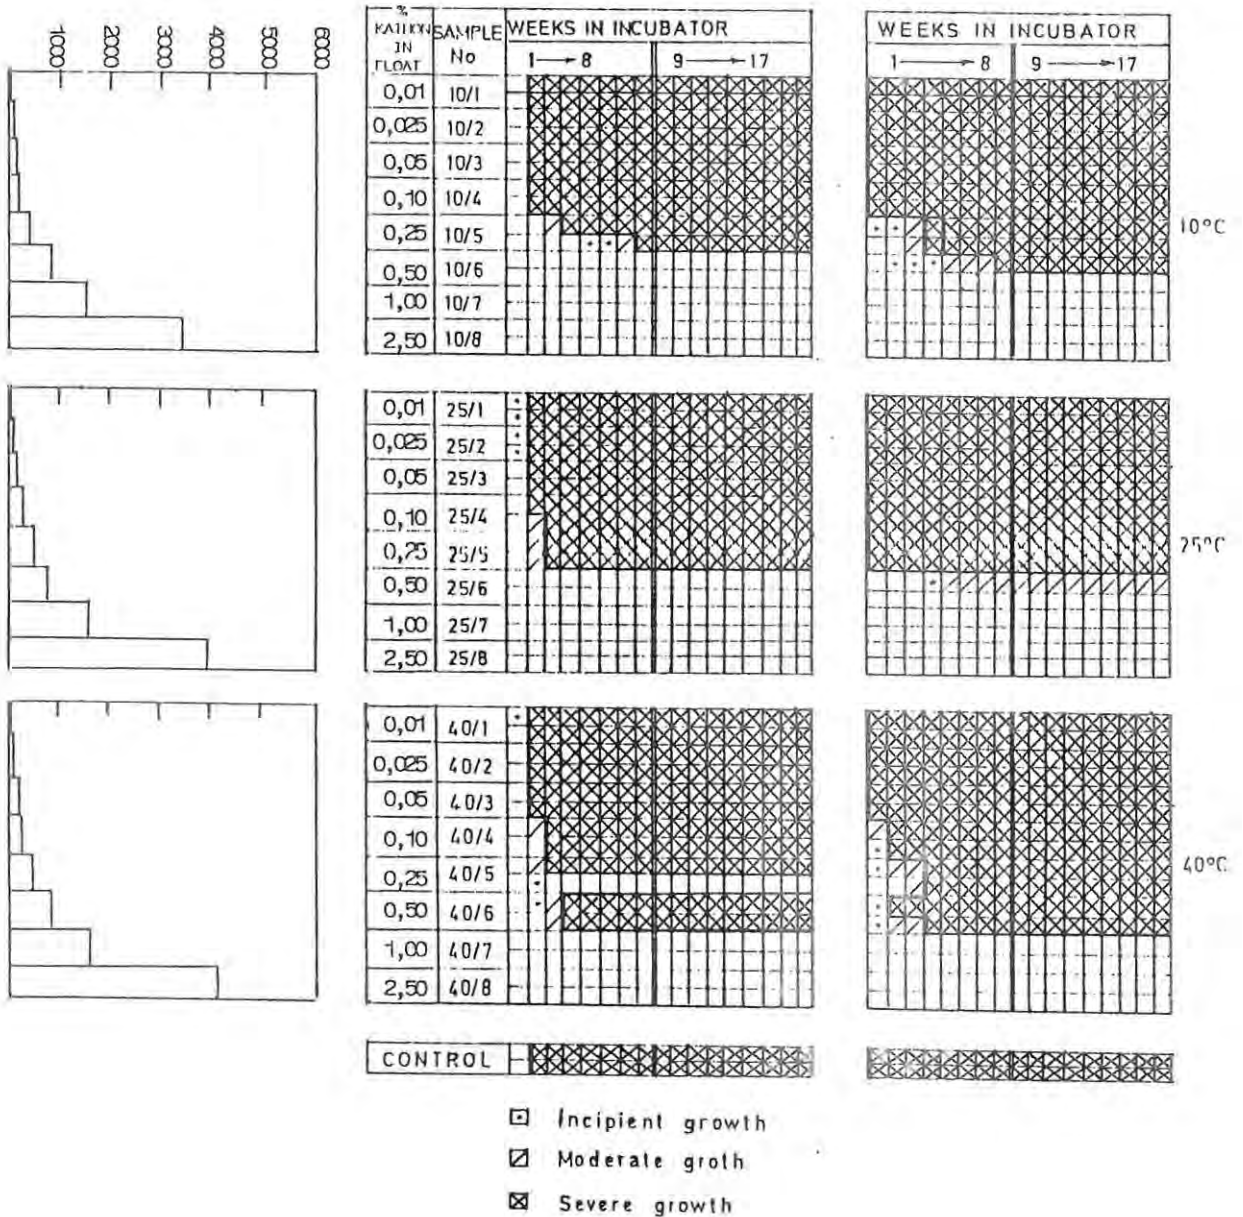 1000 2000 3000 4000 5000 6000
% KATHON IN FLOAT SAMPLE No WEEKS IN INCUBATOR 1 → 8 9 → 17
WEEKS IN INCUBATOR 1 → 8 9 → 17
0,01 10/1
0,025 10/2
0,05 10/3
0,10 10/4
0,25 10/5
0,50 10/6
1,00 10/7
2,50 10/8
10°C
0,01 25/1
0,025 25/2
0,05 25/3
0,10 25/4
0,25 25/5
0,50 25/6
1,00 25/7
2,50 25/8
25°C
0,01 40/1
0,025 40/2
0,05 40/3
0,10 40/4
0,25 40/5
0,50 40/6
1,00 40/7
2,50 40/8
40°C
CONTROL
Incipient growth
Moderate groth
Severe growth